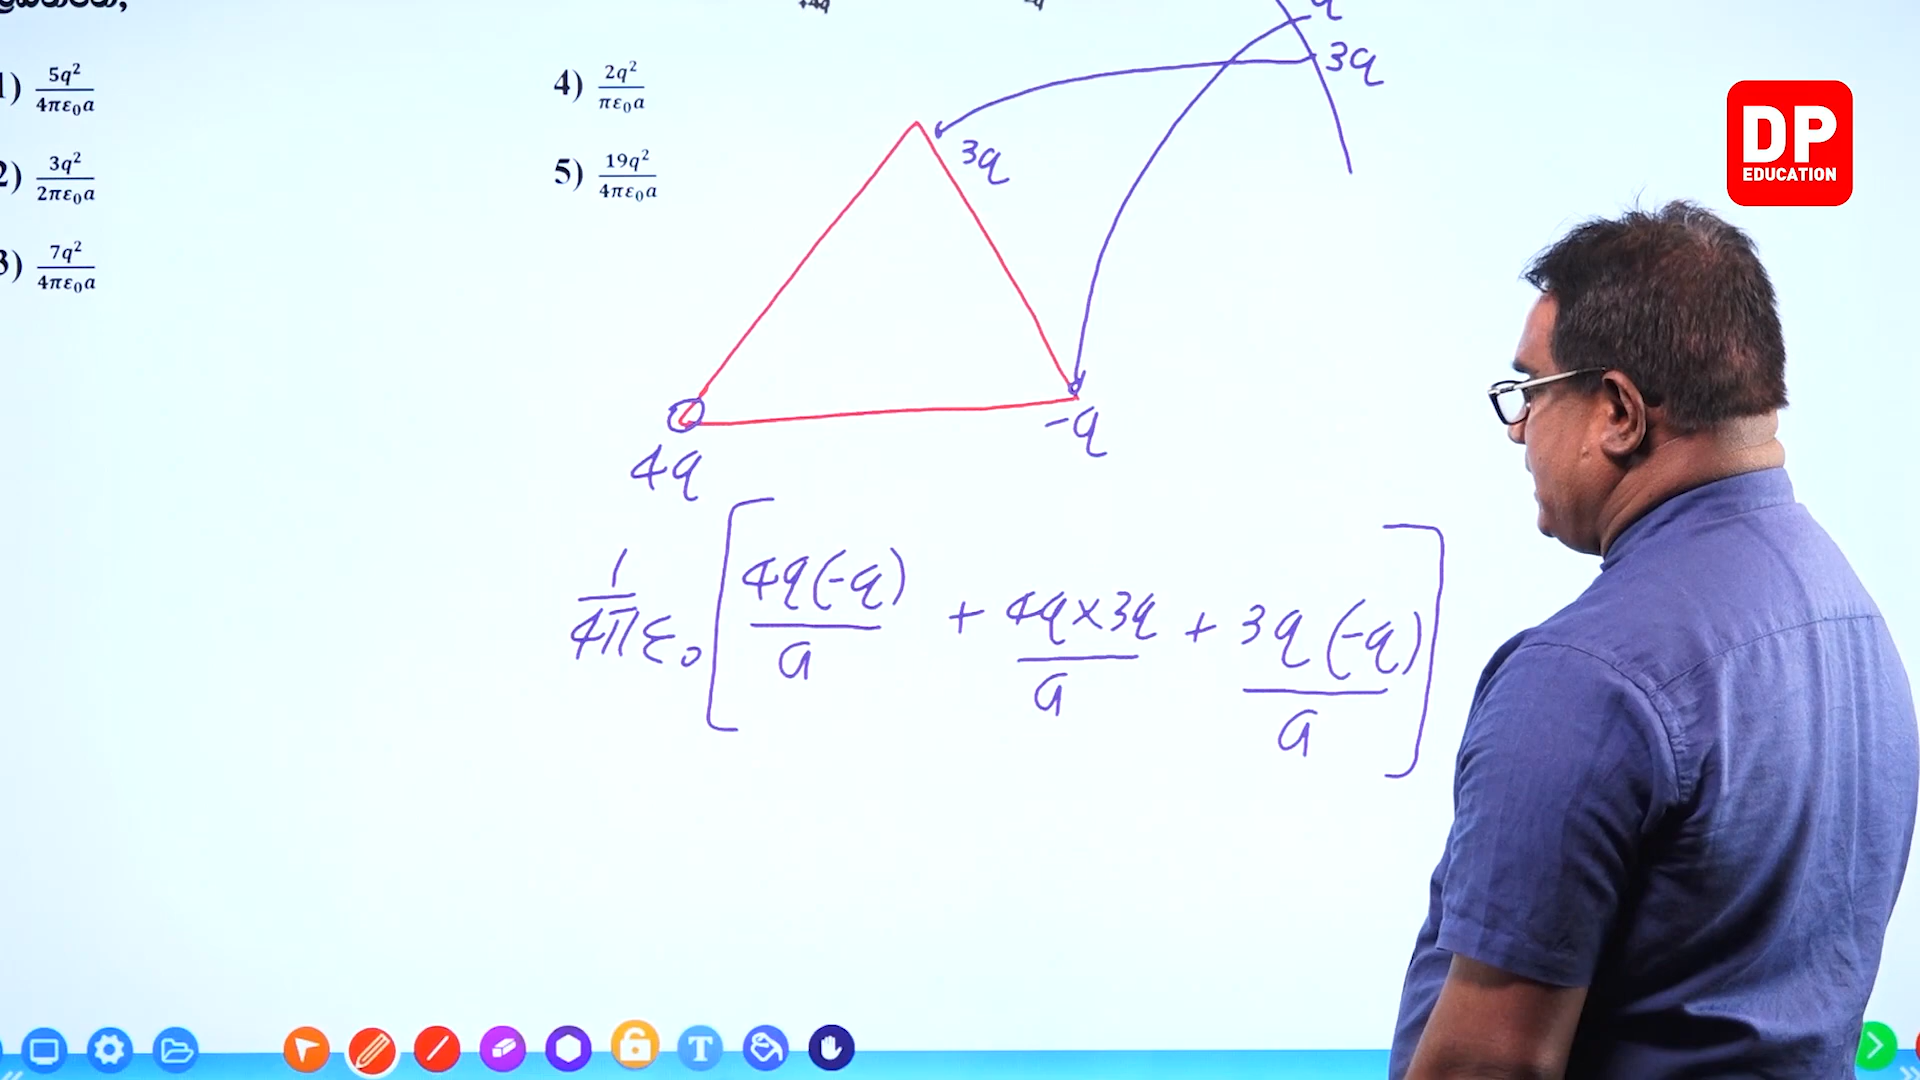 +4q
1) 5q²/4πε₀a
4) 2q²/πε₀a
2) 3q²/2πε₀a
5) 19q²/4πε₀a
3) 7q²/4πε₀a
3q
3q
4q
-q
1/4πε₀ [ 4q(-q)/a + 4q×3q/a + 3q(-q)/a ]
DP
EDUCATION
T